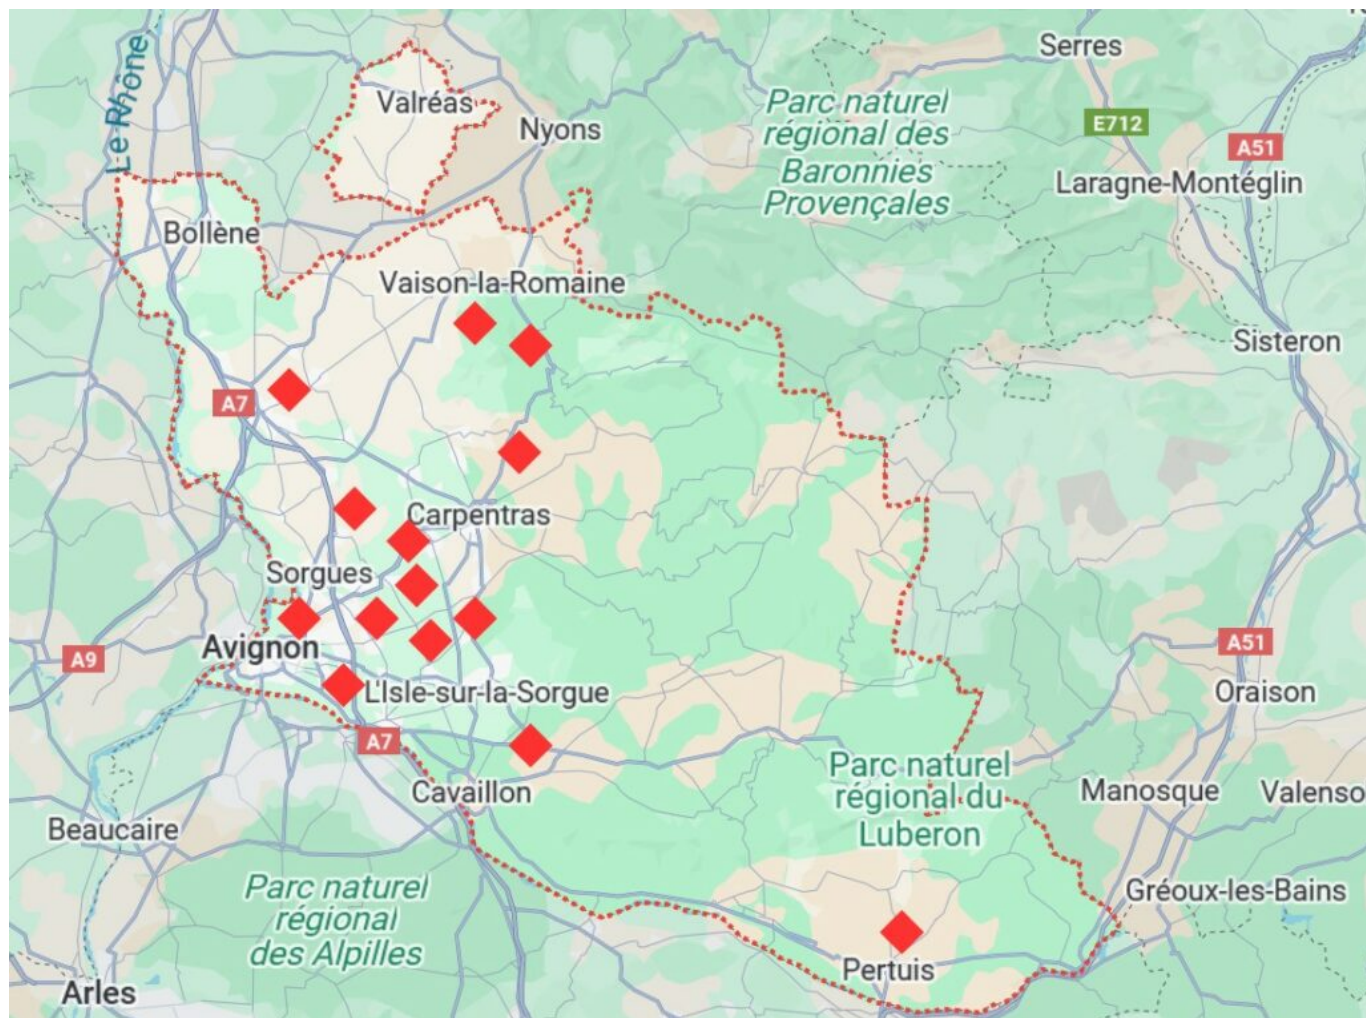 Serres
Le Rhône
Valréas
Parc naturel
régional des
Baronnies
Provençales
Nyons
E712
A51
Laragne-Montéglin
Bollène
Vaison-la-Romaine
Sisteron
A7
Carpentras
Sorgues
Avignon
A9
A51
L'Isle-sur-la-Sorgue
Oraison
A7
Parc naturel
régional du
Luberon
Cavaillon
Manosque
Valenso
Beaucaire
Parc naturel
régional
des Alpilles
Gréoux-les-Bains
Pertuis
Arles